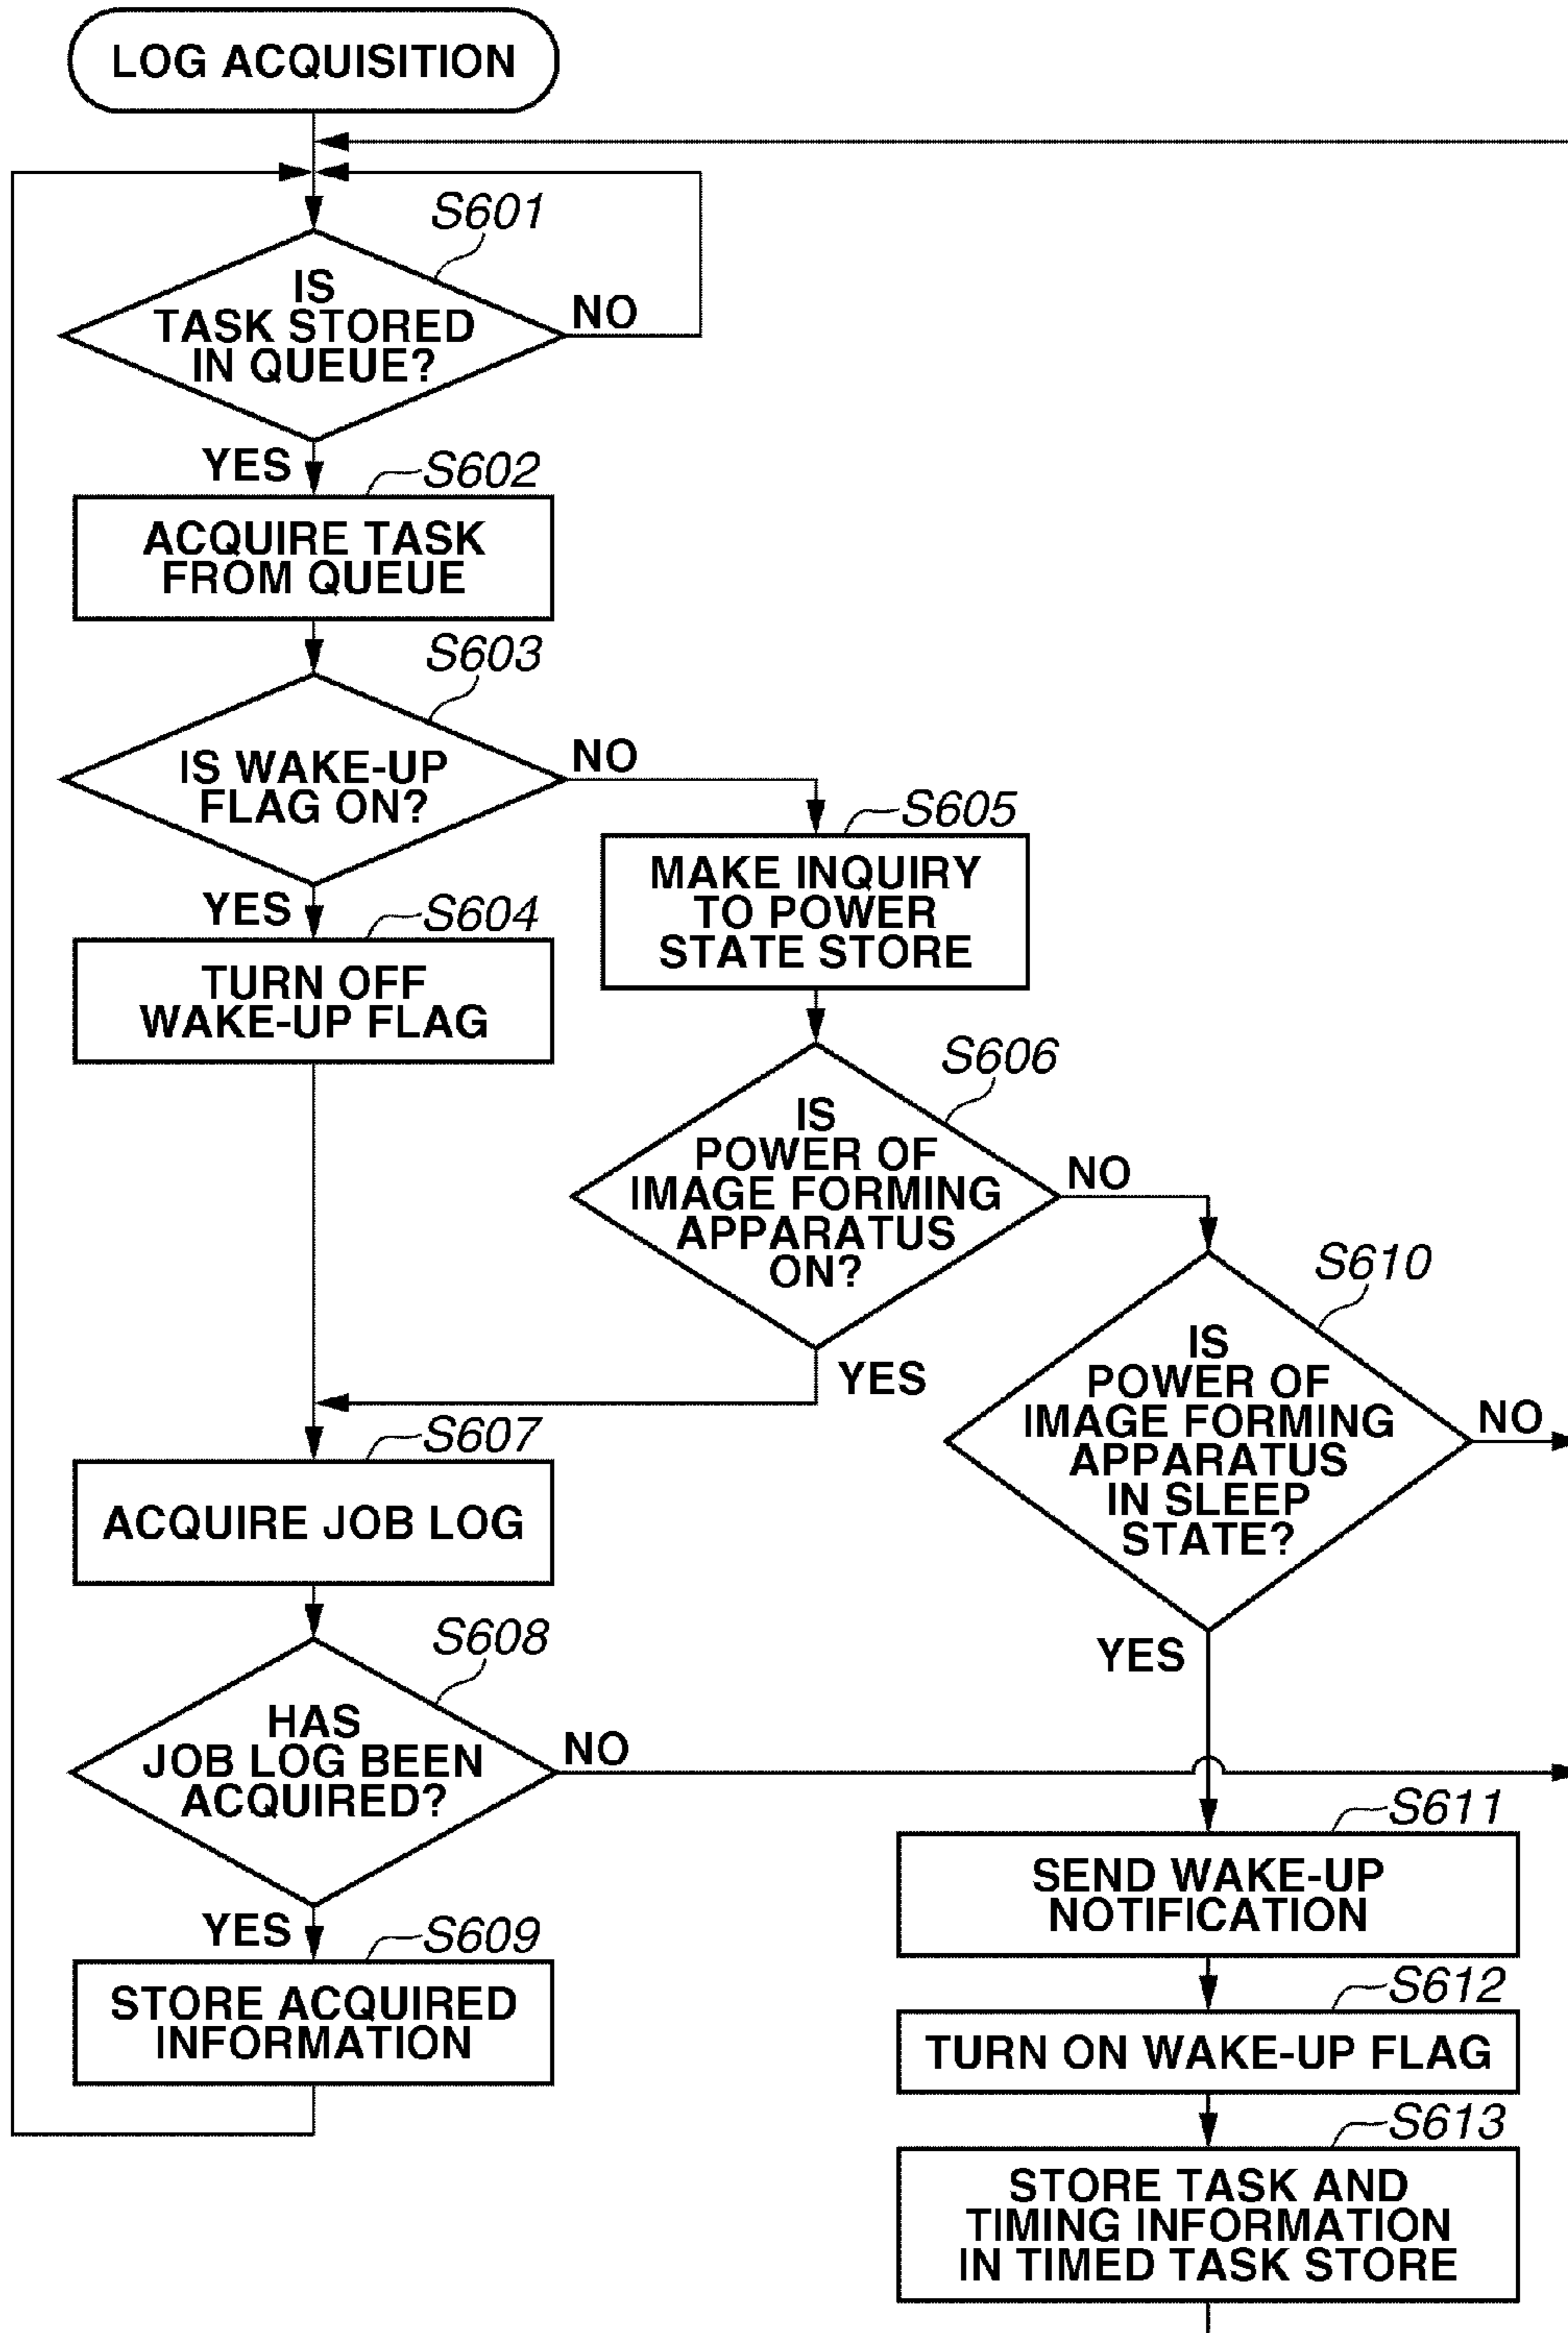 LOG ACQUISITION
S601
IS
TASK STORED
IN QUEUE?
NO
YES
S602
ACQUIRE TASK
FROM QUEUE
S603
IS WAKE-UP
FLAG ON?
NO
YES
S604
TURN OFF
WAKE-UP FLAG
S605
MAKE INQUIRY
TO POWER
STATE STORE
S606
IS
POWER OF
IMAGE FORMING
APPARATUS
ON?
NO
YES
S607
ACQUIRE JOB LOG
S608
HAS
JOB LOG BEEN
ACQUIRED?
NO
YES
S609
STORE ACQUIRED
INFORMATION
S610
IS
POWER OF
IMAGE FORMING
APPARATUS
IN SLEEP
STATE?
NO
YES
S611
SEND WAKE-UP
NOTIFICATION
S612
TURN ON WAKE-UP FLAG
S613
STORE TASK AND
TIMING INFORMATION
IN TIMED TASK STORE